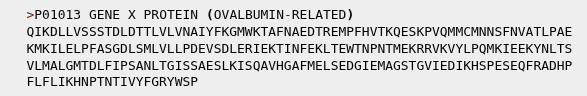 >P01013 GENE X PROTEIN (OVALBUMIN-RELATED)
QIKDLLVSSSTDLDTTLVLVNAIYFKGMWKTAFNAEDTREMPFHVTKQESKPVQMMCMNNSFNVATLPAE
KMKILELPFASGDLSMLVLLPDEVSDLERIEKTINFEKLTEWTNPNTMEKRRVKVYLPQMKIEEKYNLTS
VLMALGMTDLFIPSANLTGISSAESLKISQAVHGAFMELSEDGIEMAGSTGVIEDIKHSPESEQFRADHP
FLFLIKHNPTNTIVYFGRYWSP